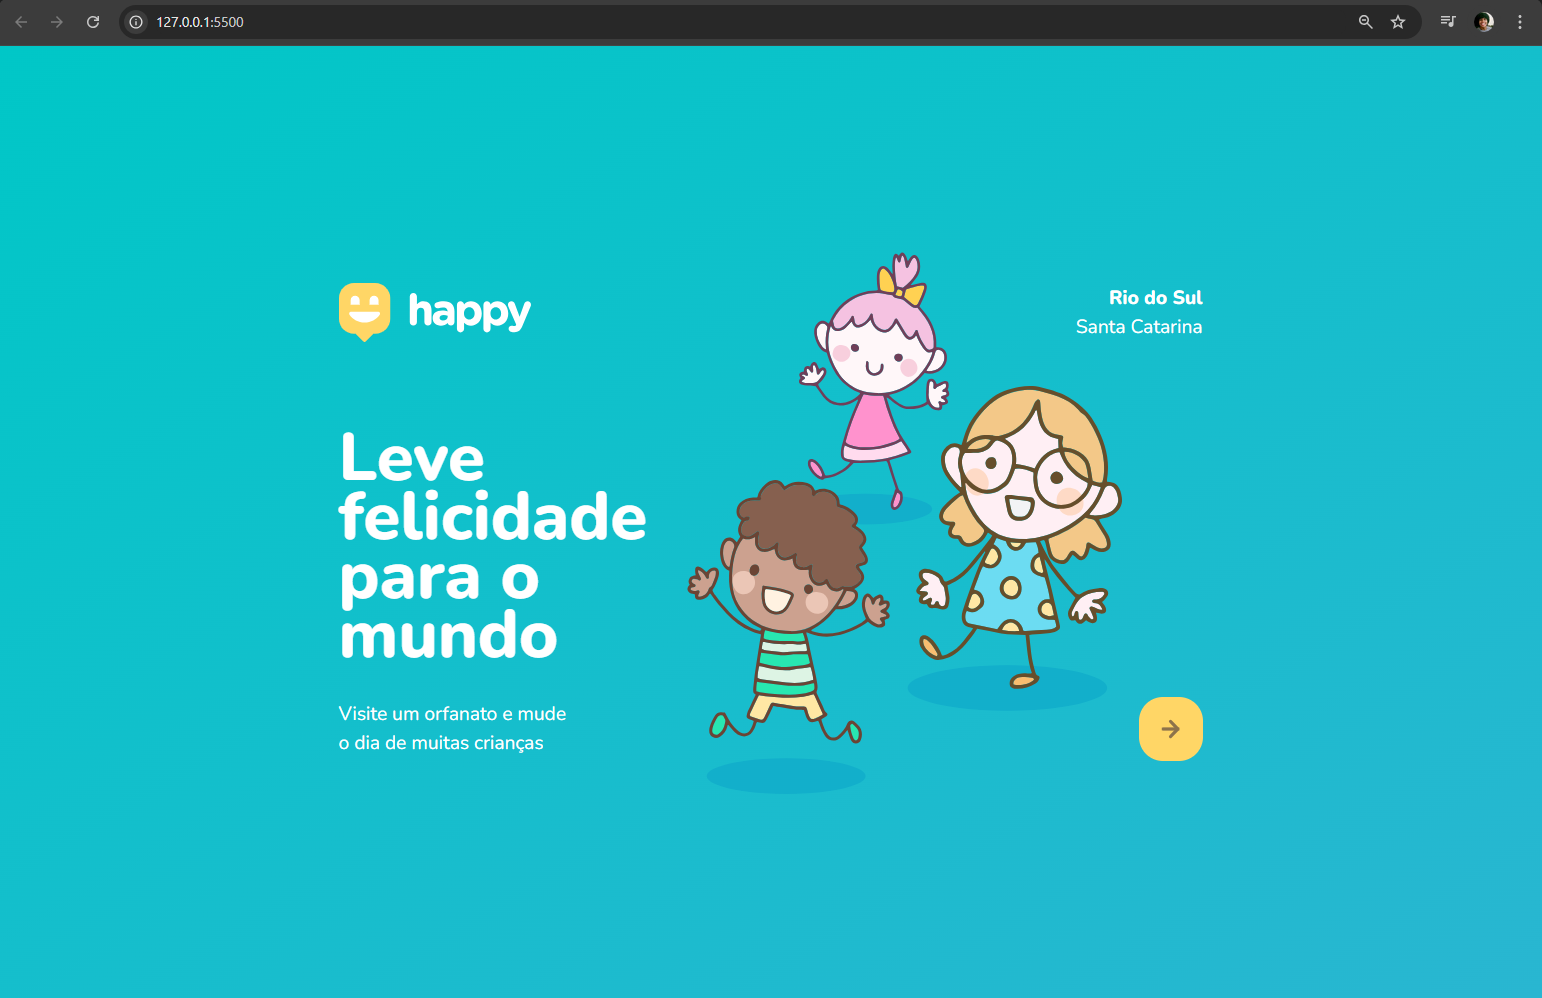 127.0.0.1:5500
happy
Rio do Sul
Santa Catarina
Leve
felicidade
para o
mundo
Visite um orfanato e mude
o dia de muitas crianças